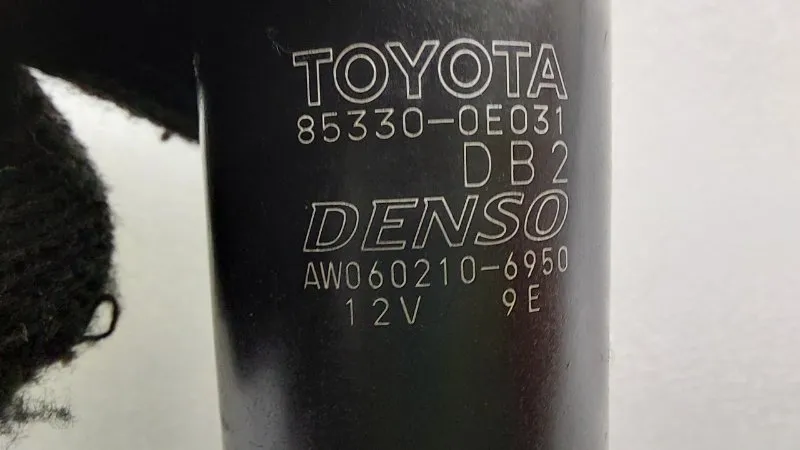 TOYOTA
85330-0E031
DB2
DENSO
AW060210-6950
12V 9E